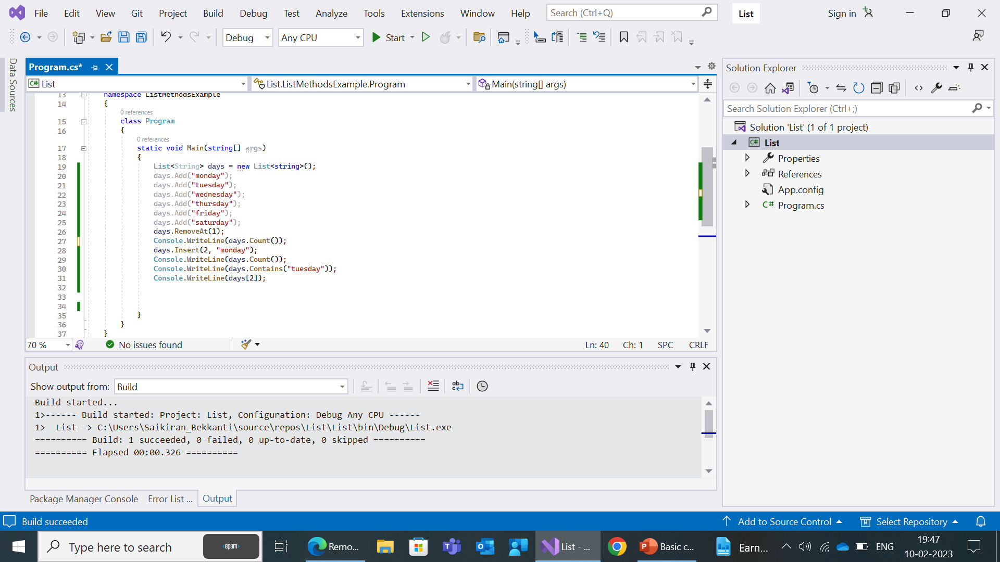 File Edit View Git Project Build Debug Test Analyze Tools Extensions Window Help Search (Ctrl+Q) List Sign in
Debug Any CPU Start
Data Sources
Program.cs*
List List.ListMethodsExample.Program Main(string[] args)
13 namespace ListMethodsExample
14 {
0 references
15 class Program
16 {
0 references
17 static void Main(string[] args)
18 {
19 List<String> days = new List<string>();
20 days.Add("monday");
21 days.Add("tuesday");
22 days.Add("wednesday");
23 days.Add("thursday");
24 days.Add("friday");
25 days.Add("saturday");
26 days.RemoveAt(1);
27 Console.WriteLine(days.Count());
28 days.Insert(2, "monday");
29 Console.WriteLine(days.Count());
30 Console.WriteLine(days.Contains("tuesday"));
31 Console.WriteLine(days[2]);
32
33
34
35 }
36 }
37 }
70 % No issues found Ln: 40 Ch: 1 SPC CRLF
Output
Show output from: Build
Build started...
1>------ Build started: Project: List, Configuration: Debug Any CPU ------
1>  List -> C:\Users\Saikiran_Bekkanti\source\repos\List\List\bin\Debug\List.exe
========== Build: 1 succeeded, 0 failed, 0 up-to-date, 0 skipped ==========
========== Elapsed 00:00.326 ==========
Package Manager Console Error List ... Output
Solution Explorer
Search Solution Explorer (Ctrl+;)
Solution 'List' (1 of 1 project)
C# List
Properties
References
App.config
C# Program.cs
Build succeeded Add to Source Control Select Repository
Type here to search <epam> Remo... List - ... Basic c... Earn... ENG 19:47
10-02-2023